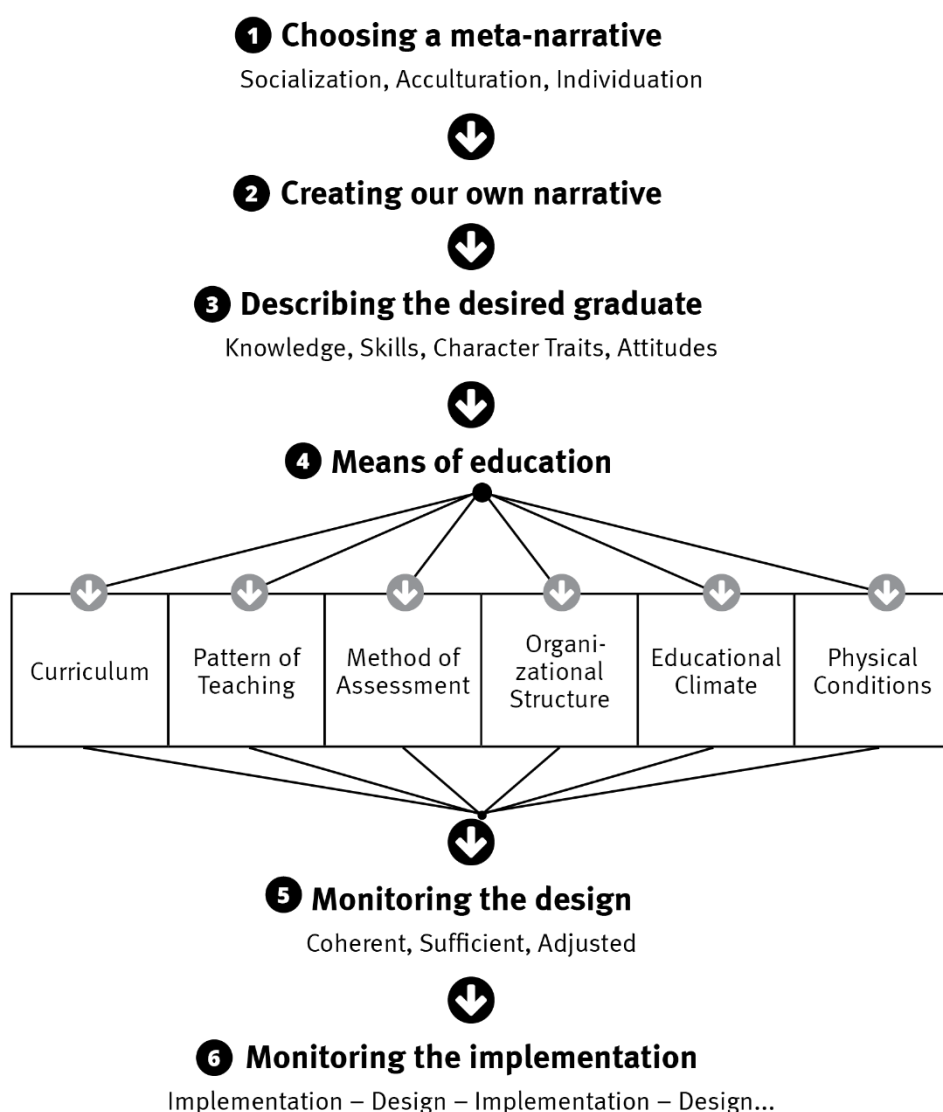 1 Choosing a meta-narrative
Socialization, Acculturation, Individuation
2 Creating our own narrative
3 Describing the desired graduate
Knowledge, Skills, Character Traits, Attitudes
4 Means of education
Curriculum
Pattern of
Teaching
Method of
Assessment
Organi-
zational
Structure
Educational
Climate
Physical
Conditions
5 Monitoring the design
Coherent, Sufficient, Adjusted
6 Monitoring the implementation
Implementation – Design – Implementation – Design...